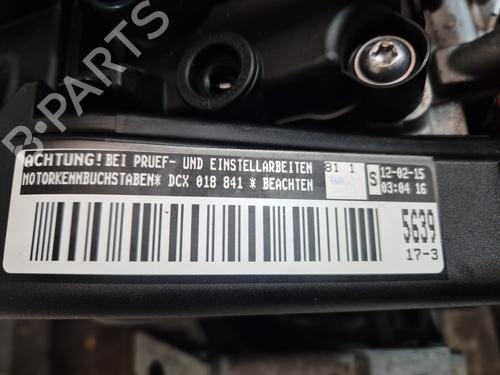 B-PARTS
ACHTUNG! BEI PRUEF- UND EINSTELLARBEITEN
MOTORKENNBUCHSTABEN* DCX 018 841 * BEACHTEN
81 1
S
12-02-15
03:04 16
5639
17-3